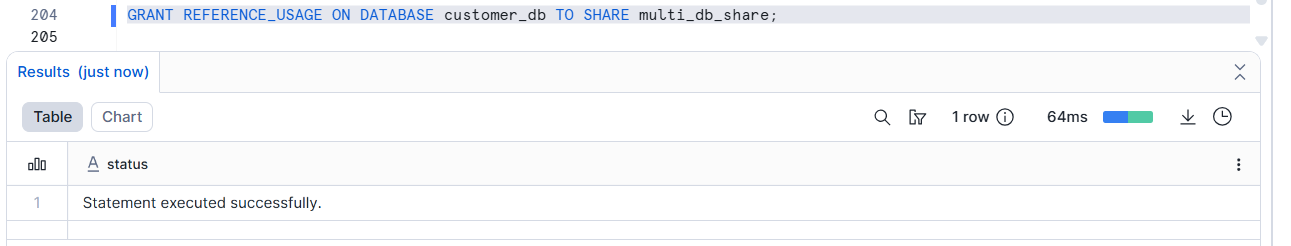 204 GRANT REFERENCE_USAGE ON DATABASE customer_db TO SHARE multi_db_share;
205
Results (just now)
Table Chart 1 row 64ms
A status
1 Statement executed successfully.